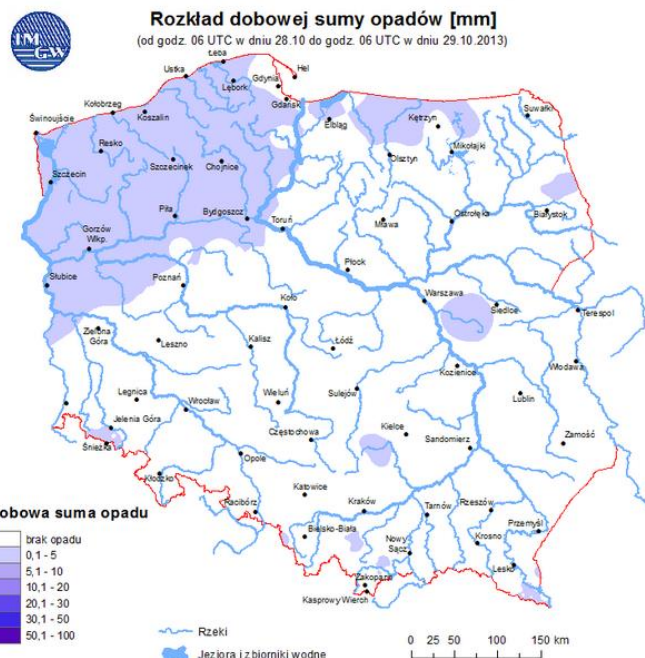 IM
GW
Rozkład dobowej sumy opadów [mm]
(od godz. 06 UTC w dniu 28.10 do godz. 06 UTC w dniu 29.10.2013)
Łeba
Hel
Ustka
Gdynia
Lębork
Gdańsk
Kołobrzeg
Koszalin
Suwałki
Świnoujście
Elbląg
Kętrzyn
Resko
Mikołajki
Szczecinek
Chojnice
Olsztyn
Szczecin
Piła
Bydgoszcz
Toruń
Mława
Ostrołęka
Białystok
Gorzów
Wlkp.
Płock
Słubice
Poznań
Koło
Warszawa
Siedlce
Terespol
Zielona
Góra
Leszno
Kalisz
Łódź
Kozienice
Włodawa
Legnica
Wrocław
Wieluń
Sulejów
Lublin
Jelenia Góra
Częstochowa
Kielce
Sandomierz
Zamość
Śnieżka
Opole
Kłodzko
Katowice
Racibórz
Kraków
Tarnów
Rzeszów
Przemyśl
Bielsko-Biała
Nowy
Sącz
Krosno
Lesko
Zakopane
Kasprowy Wierch
obowa suma opadu
brak opadu
0,1 - 5
5,1 - 10
10,1 - 20
20,1 - 30
30,1 - 50
50,1 - 100
Rzeki
Jeziora i zbiorniki wodne
0 25 50 100 150 km